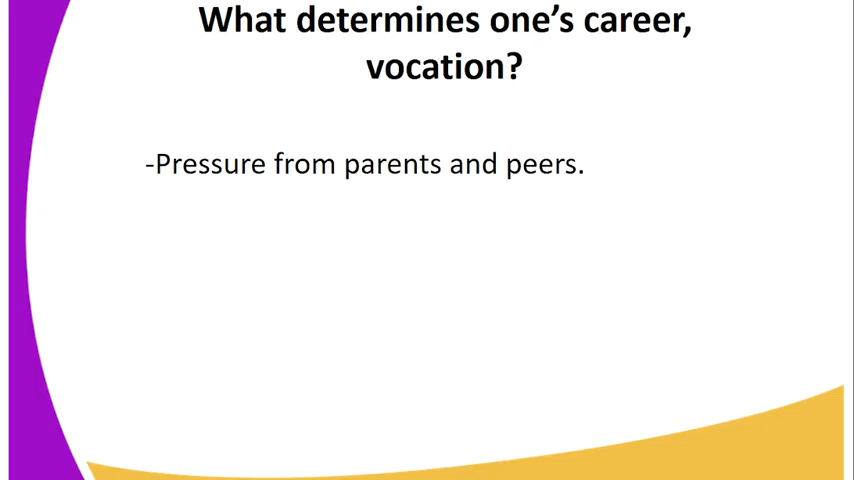 What determines one’s career,
vocation?
-Pressure from parents and peers.